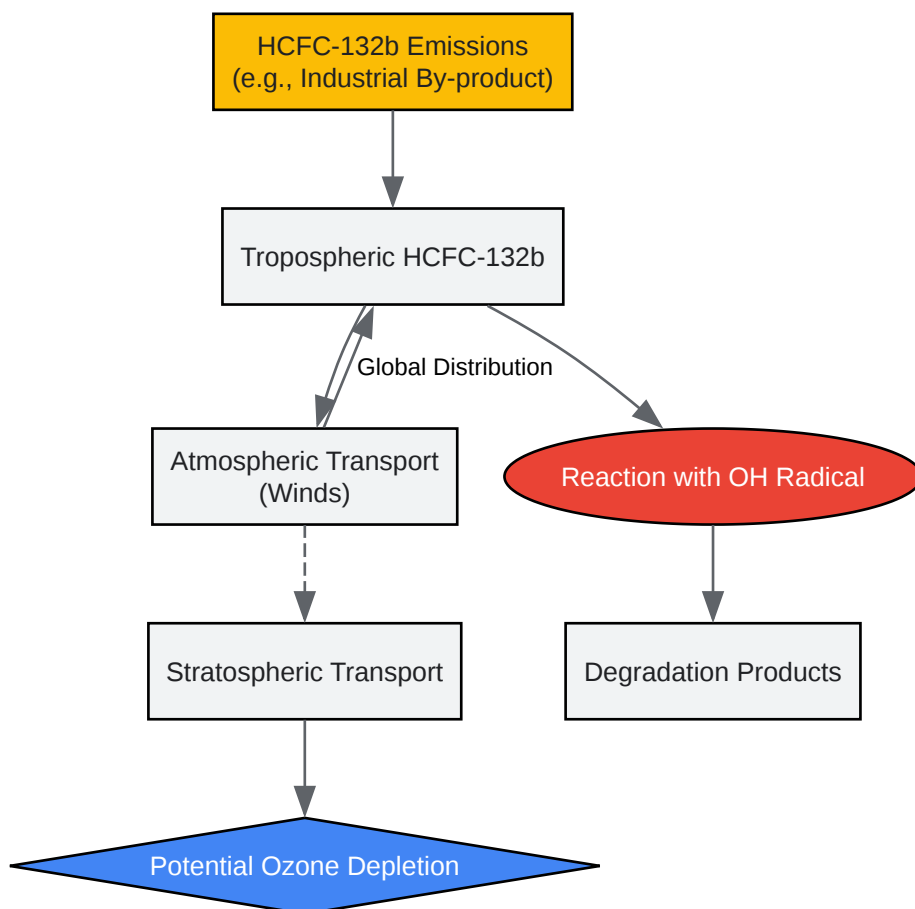 HCFC-132b Emissions
(e.g., Industrial By-product)
Tropospheric HCFC-132b
Global Distribution
Atmospheric Transport
(Winds)
Reaction with OH Radical
Stratospheric Transport
Degradation Products
Potential Ozone Depletion